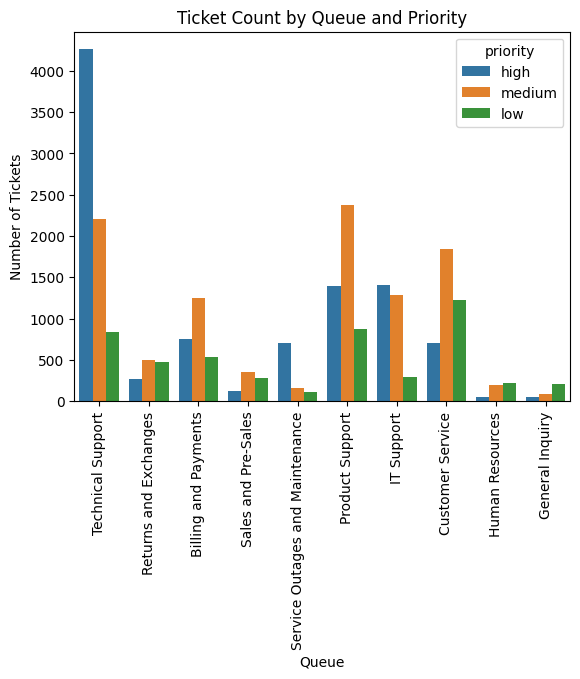 Ticket Count by Queue and Priority
priority
high
medium
low
Number of Tickets
4000
3500
3000
2500
2000
1500
1000
500
0
Technical Support
Returns and Exchanges
Billing and Payments
Sales and Pre-Sales
Service Outages and Maintenance
Product Support
IT Support
Customer Service
Human Resources
General Inquiry
Queue